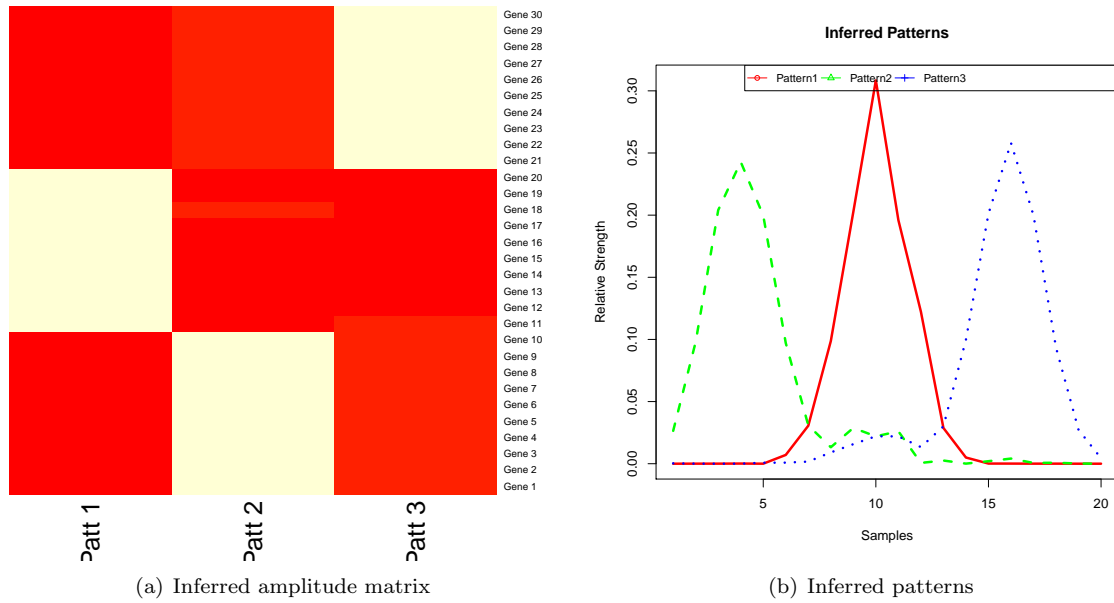 Gene 30
Gene 29
Gene 28
Gene 27
Gene 26
Gene 25
Gene 24
Gene 23
Gene 22
Gene 21
Gene 20
Gene 19
Gene 18
Gene 17
Gene 16
Gene 15
Gene 14
Gene 13
Gene 12
Gene 11
Gene 10
Gene 9
Gene 8
Gene 7
Gene 6
Gene 5
Gene 4
Gene 3
Gene 2
Gene 1
Patt 1
Patt 2
Patt 3
(a) Inferred amplitude matrix
Inferred Patterns
Pattern1 Pattern2 Pattern3
Relative Strength
0.30
0.25
0.20
0.15
0.10
0.05
0.00
5 10 15 20
Samples
(b) Inferred patterns